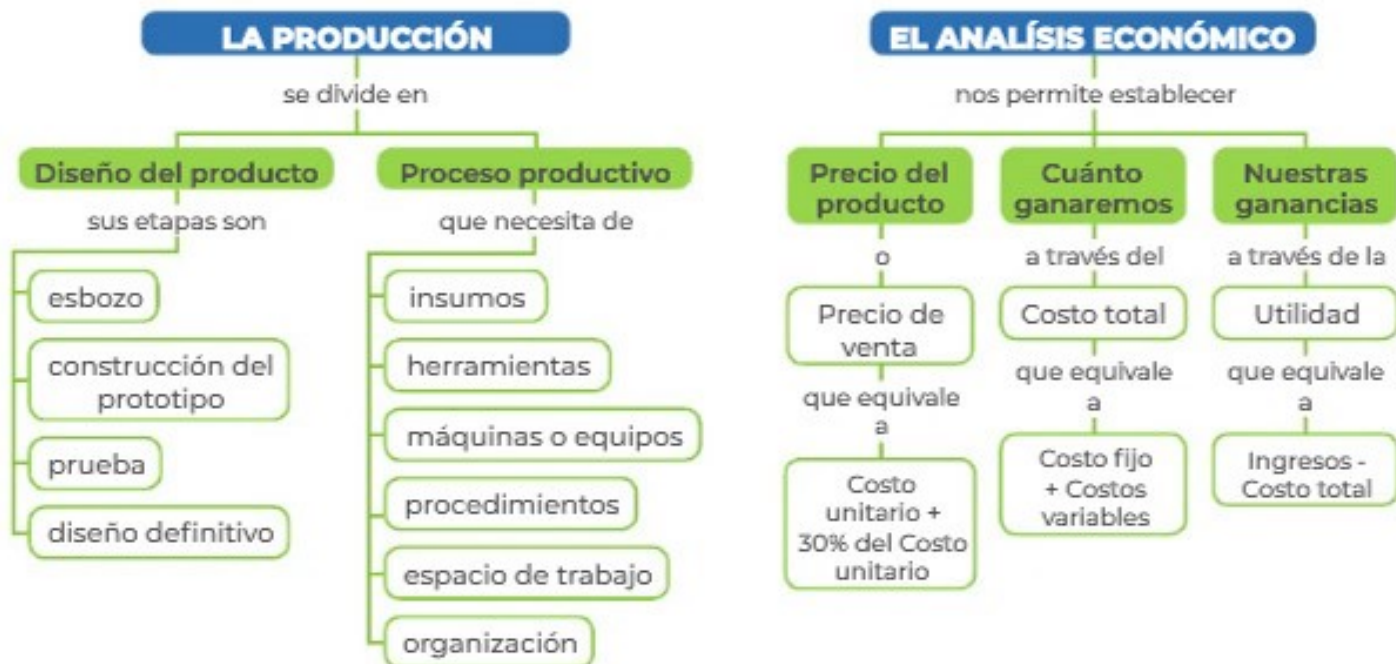 LA PRODUCCIÓN
se divide en
Diseño del producto
sus etapas son
esbozo
construcción del
prototipo
prueba
diseño definitivo
Proceso productivo
que necesita de
insumos
herramientas
máquinas o equipos
procedimientos
espacio de trabajo
organización
EL ANALÍSIS ECONÓMICO
nos permite establecer
Precio del
producto
o
Precio de
venta
que equivale
a
Costo
unitario +
30% del Costo
unitario
Cuánto
ganaremos
a través del
Costo total
que equivale
a
Costo fijo
+ Costos
variables
Nuestras
ganancias
a través de la
Utilidad
que equivale
a
Ingresos -
Costo total